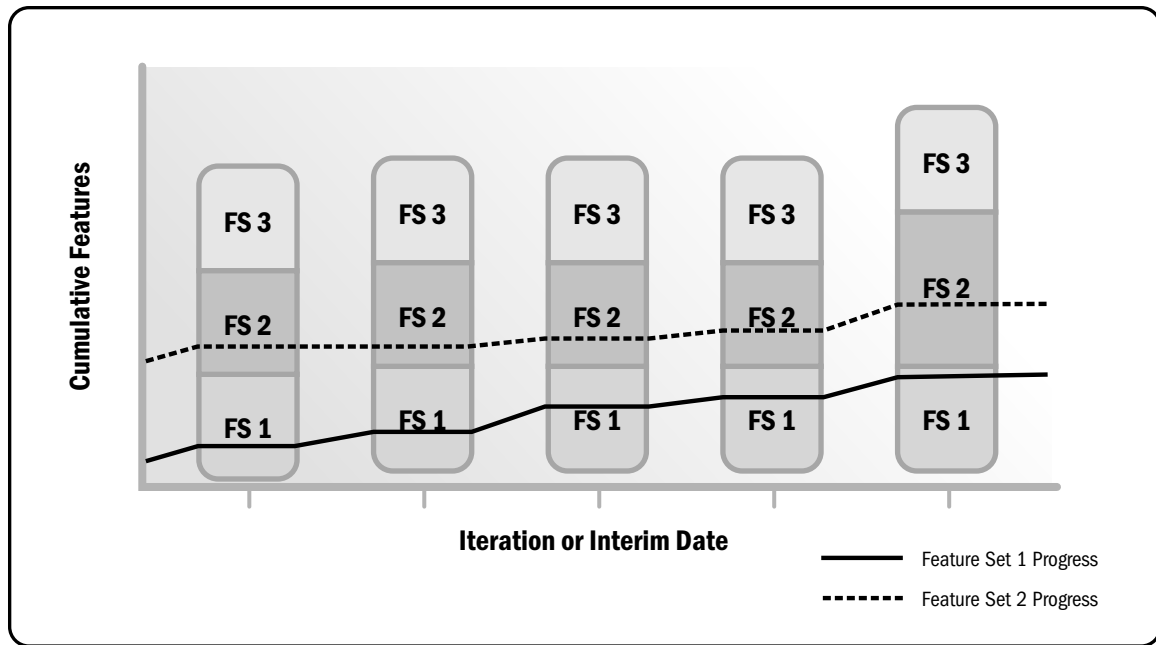 Cumulative Features
FS 3
FS 3
FS 3
FS 3
FS 3
FS 2
FS 2
FS 2
FS 2
FS 2
FS 1
FS 1
FS 1
FS 1
FS 1
Iteration or Interim Date
Feature Set 1 Progress
Feature Set 2 Progress